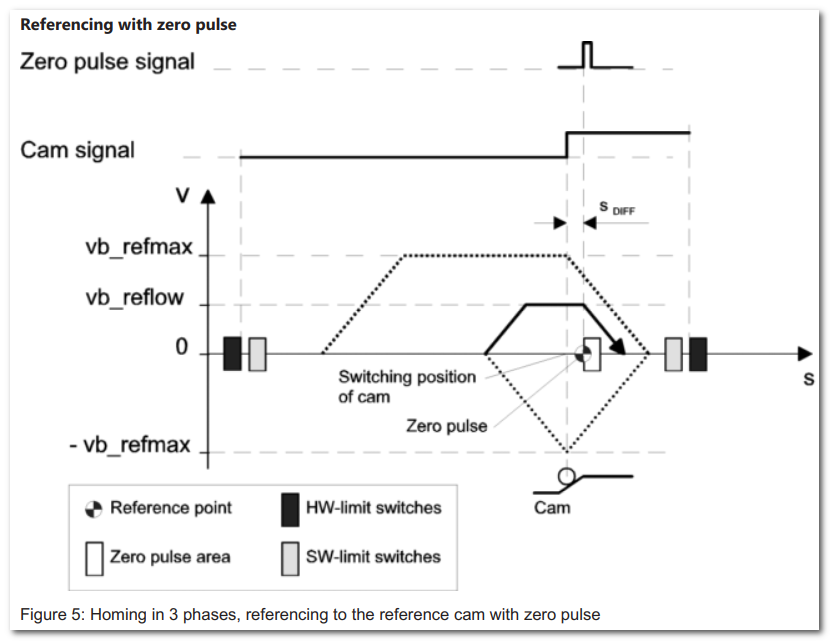 Referencing with zero pulse
Zero pulse signal
Cam signal
V
S DIFF
vb_refmax
vb_reflow
0
Switching position
of cam
S
Zero pulse
- vb_refmax
Cam
Reference point
HW-limit switches
Zero pulse area
SW-limit switches
Figure 5: Homing in 3 phases, referencing to the reference cam with zero pulse